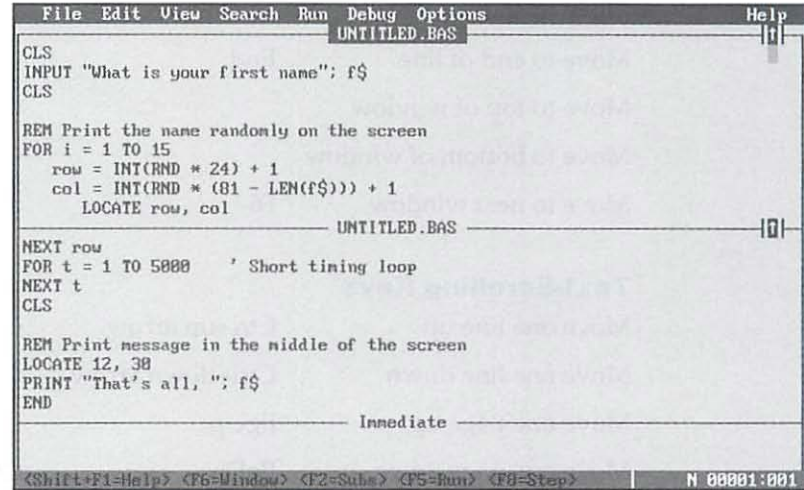 File Edit View Search Run Debug Options Help
UNTITLED.BAS
CLS
INPUT "What is your first name"; f$
CLS
REM Print the name randomly on the screen
FOR i = 1 TO 15
row = INT(RND * 24) + 1
col = INT(RND * (81 - LEN(f$))) + 1
LOCATE row, col
UNTITLED.BAS
NEXT row
FOR t = 1 TO 5000 ' Short timing loop
NEXT t
CLS
REM Print message in the middle of the screen
LOCATE 12, 30
PRINT "That's all, "; f$
END
Immediate
<Shift+F1=Help> <F6=Window> <F2=Subs> <F5=Run> <F8=Step> N 00001:001